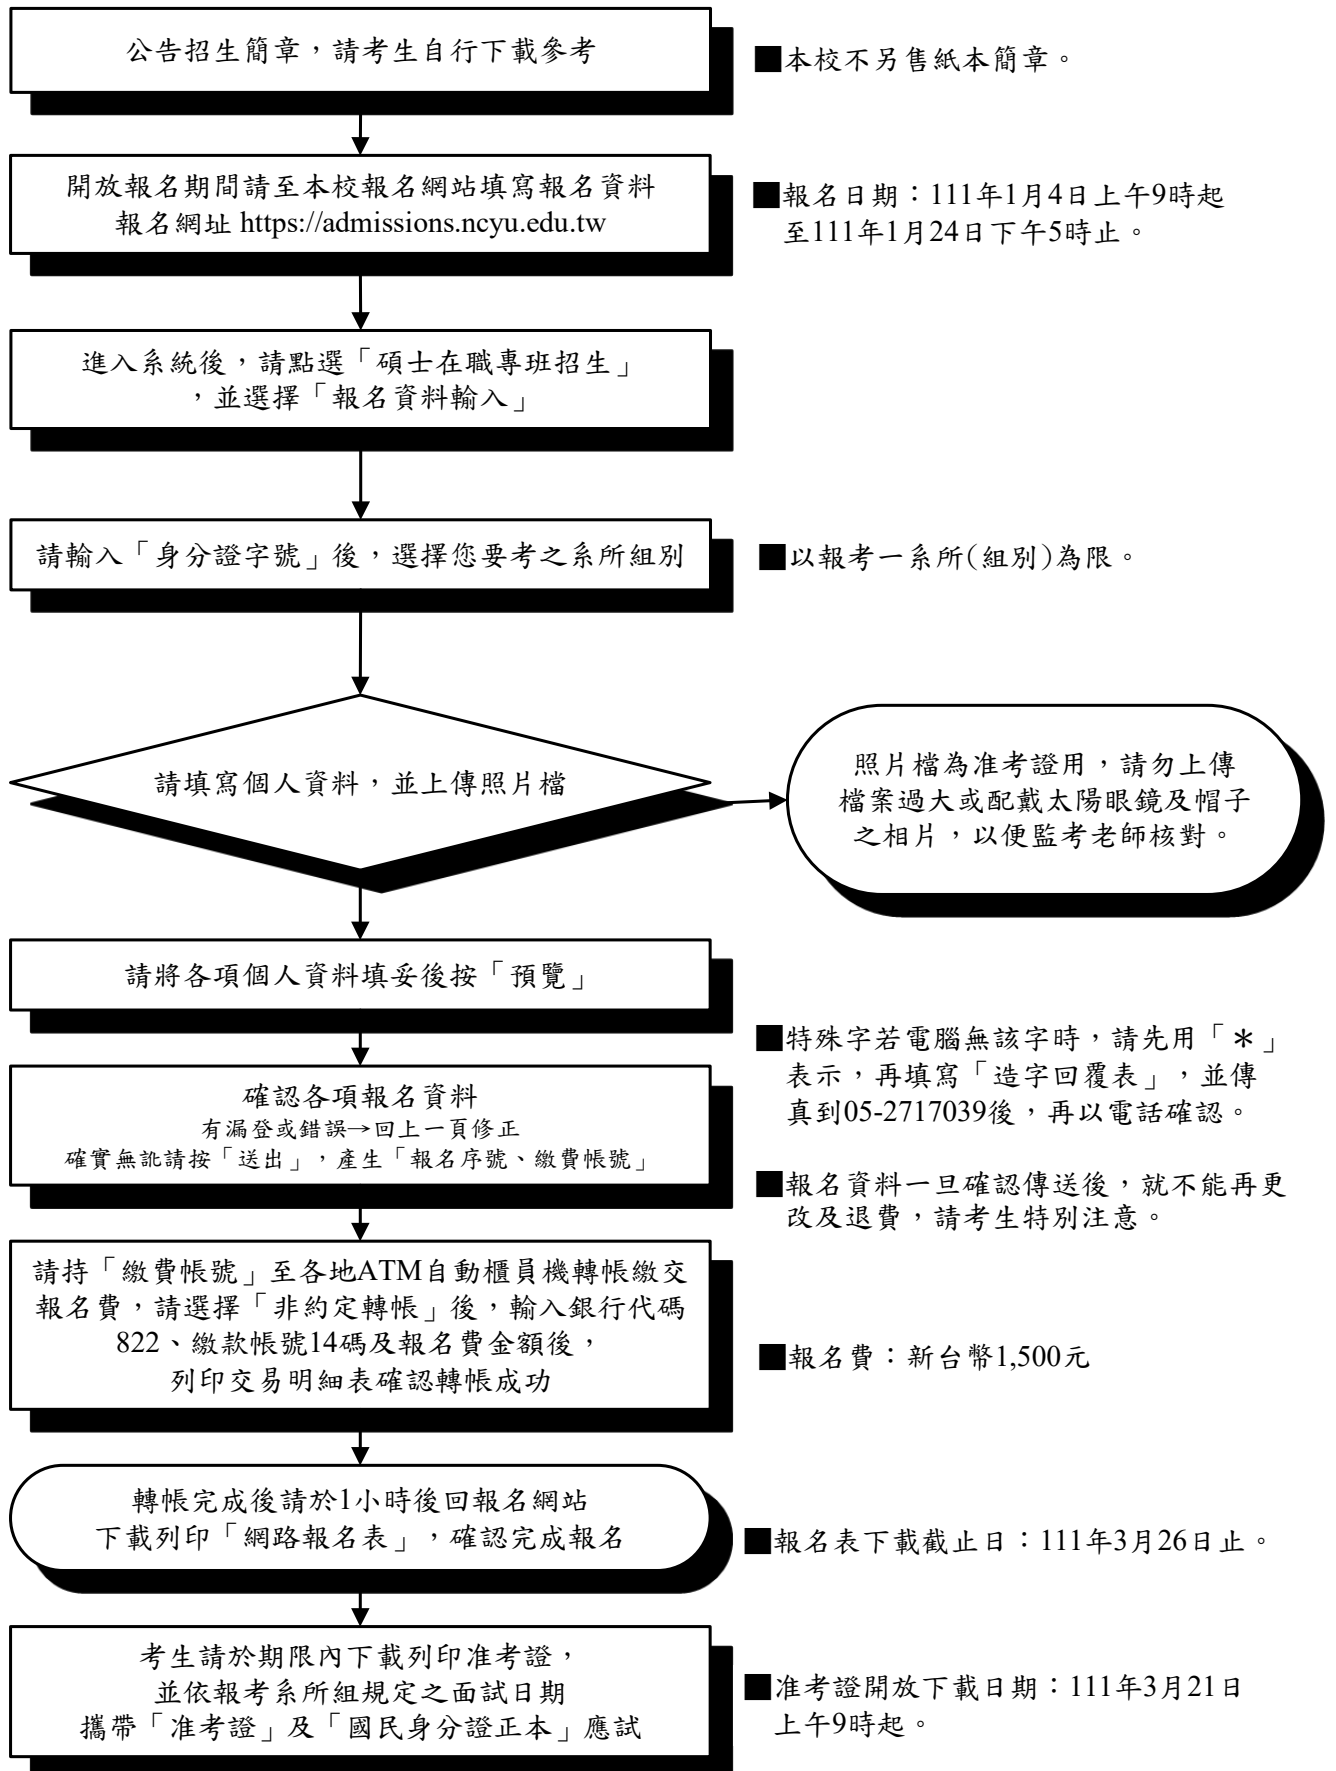 公告招生簡章，請考生自行下載參考
■本校不另售紙本簡章。
開放報名期間請至本校報名網站填寫報名資料
報名網址 https://admissions.ncyu.edu.tw
■報名日期：111年1月4日上午9時起
至111年1月24日下午5時止。
進入系統後，請點選「碩士在職專班招生」
，並選擇「報名資料輸入」
請輸入「身分證字號」後，選擇您要考之系所組別
■以報考一系所(組別)為限。
請填寫個人資料，並上傳照片檔
照片檔為准考證用，請勿上傳
檔案過大或配戴太陽眼鏡及帽子
之相片，以便監考老師核對。
請將各項個人資料填妥後按「預覽」
■特殊字若電腦無該字時，請先用「＊」
表示，再填寫「造字回覆表」，並傳
真到05-2717039後，再以電話確認。
確認各項報名資料
有漏登或錯誤→回上一頁修正
確實無訛請按「送出」，產生「報名序號、繳費帳號」
■報名資料一旦確認傳送後，就不能再更
改及退費，請考生特別注意。
請持「繳費帳號」至各地ATM自動櫃員機轉帳繳交
報名費，請選擇「非約定轉帳」後，輸入銀行代碼
822、繳款帳號14碼及報名費金額後，
列印交易明細表確認轉帳成功
■報名費：新台幣1,500元
轉帳完成後請於1小時後回報名網站
下載列印「網路報名表」，確認完成報名
■報名表下載截止日：111年3月26日止。
考生請於期限內下載列印准考證，
並依報考系所組規定之面試日期
攜帶「准考證」及「國民身分證正本」應試
■准考證開放下載日期：111年3月21日
上午9時起。